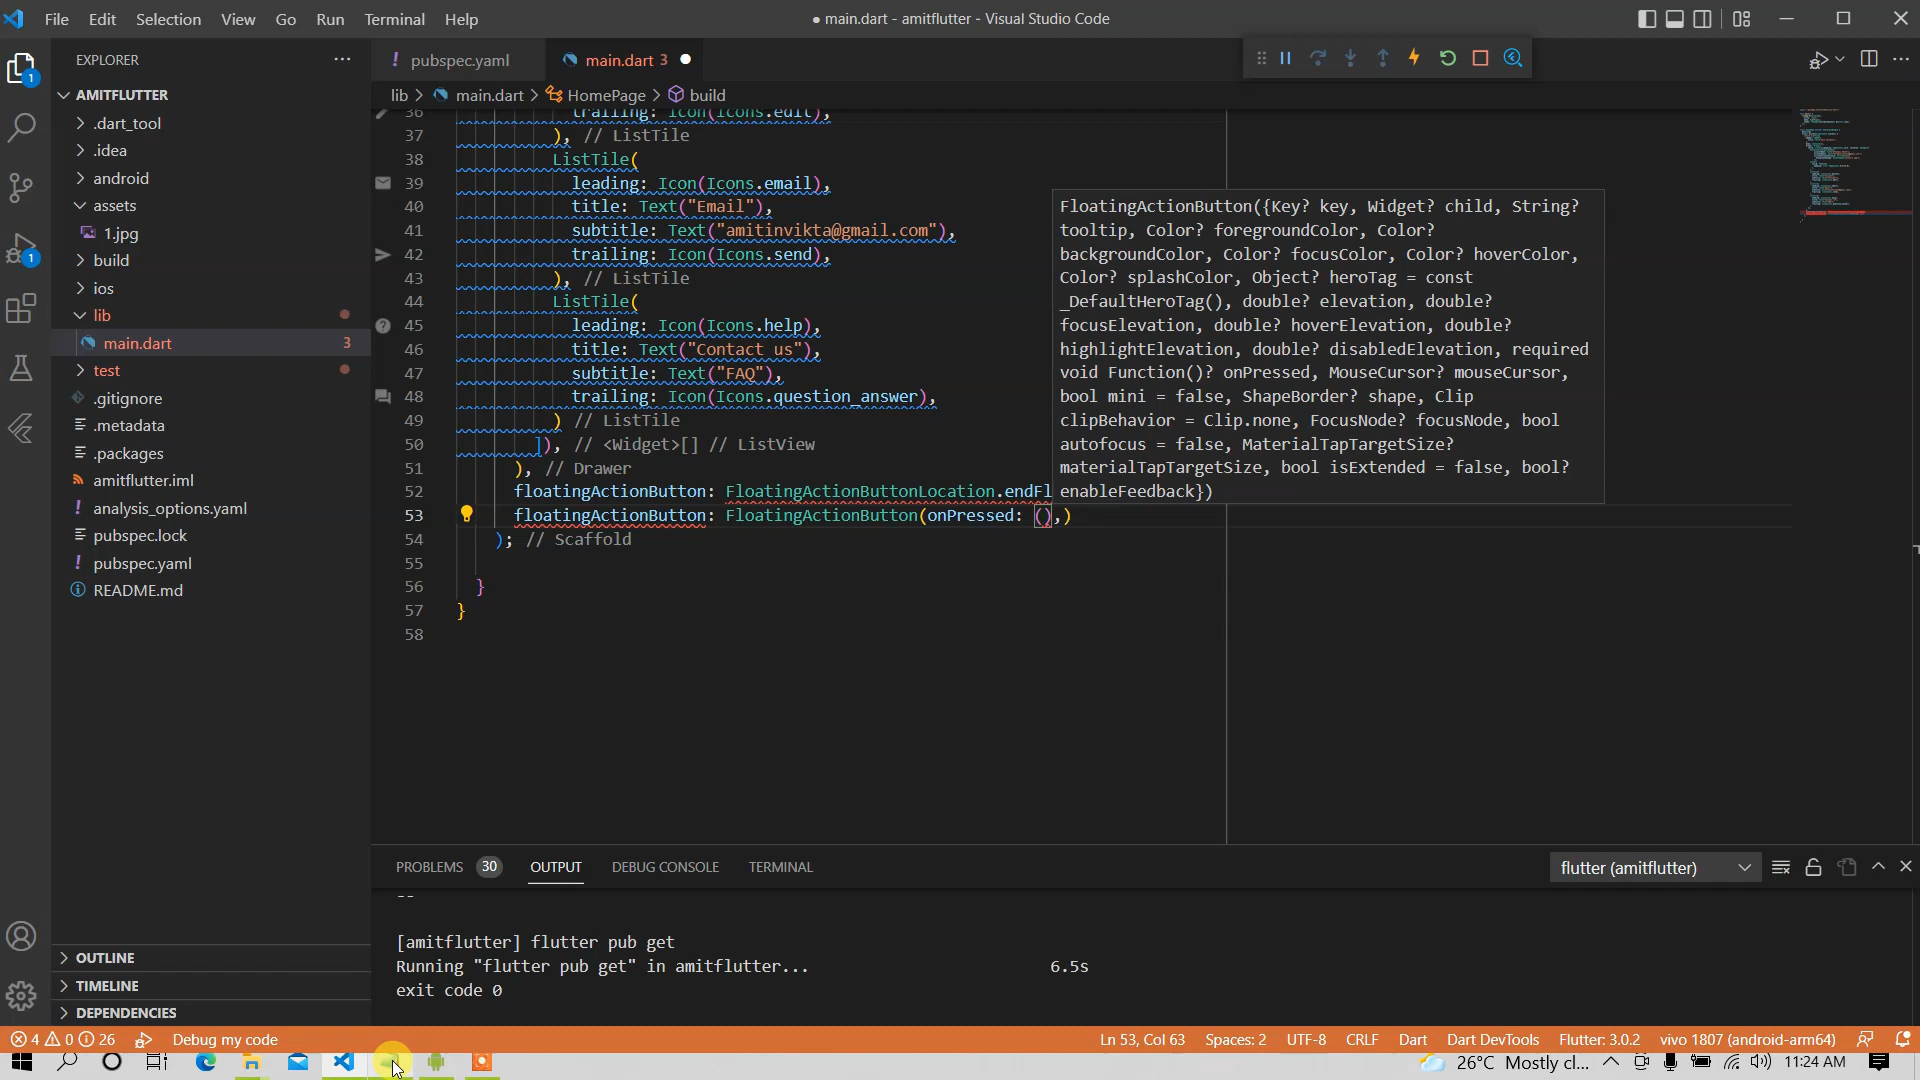 File Edit Selection View Go Run Terminal Help
● main.dart - amitflutter - Visual Studio Code
EXPLORER
! pubspec.yaml
main.dart 3
AMITFLUTTER
.dart_tool
.idea
android
assets
1.jpg
build
ios
lib
main.dart 3
test
.gitignore
.metadata
.packages
amitflutter.iml
! analysis_options.yaml
pubspec.lock
! pubspec.yaml
README.md
OUTLINE
TIMELINE
DEPENDENCIES
1
1
lib > main.dart > HomePage > build
36 trailing: Icon(Icons.edit),
37 ), // ListTile
38 ListTile(
39 leading: Icon(Icons.email),
40 title: Text("Email"),
41 subtitle: Text("amitinvikta@gmail.com"),
42 trailing: Icon(Icons.send),
43 ), // ListTile
44 ListTile(
45 leading: Icon(Icons.help),
46 title: Text("Contact us"),
47 subtitle: Text("FAQ"),
48 trailing: Icon(Icons.question_answer),
49 ) // ListTile
50 ]), // <Widget>[] // ListView
51 ), // Drawer
52 floatingActionButton: FloatingActionButtonLocation.endFl
53 floatingActionButton: FloatingActionButton(onPressed: (),)
54 ); // Scaffold
55
56 }
57 }
58
FloatingActionButton({Key? key, Widget? child, String?
tooltip, Color? foregroundColor, Color?
backgroundColor, Color? focusColor, Color? hoverColor,
Color? splashColor, Object? heroTag = const
_DefaultHeroTag(), double? elevation, double?
focusElevation, double? hoverElevation, double?
highlightElevation, double? disabledElevation, required
void Function()? onPressed, MouseCursor? mouseCursor,
bool mini = false, ShapeBorder? shape, Clip
clipBehavior = Clip.none, FocusNode? focusNode, bool
autofocus = false, MaterialTapTargetSize?
materialTapTargetSize, bool isExtended = false, bool?
enableFeedback})
PROBLEMS 30 OUTPUT DEBUG CONSOLE TERMINAL
flutter (amitflutter)
--
[amitflutter] flutter pub get
Running "flutter pub get" in amitflutter... 6.5s
exit code 0
4 0 26 Debug my code
Ln 53, Col 63 Spaces: 2 UTF-8 CRLF Dart Dart DevTools Flutter: 3.0.2 vivo 1807 (android-arm64)
26°C Mostly cl... 11:24 AM